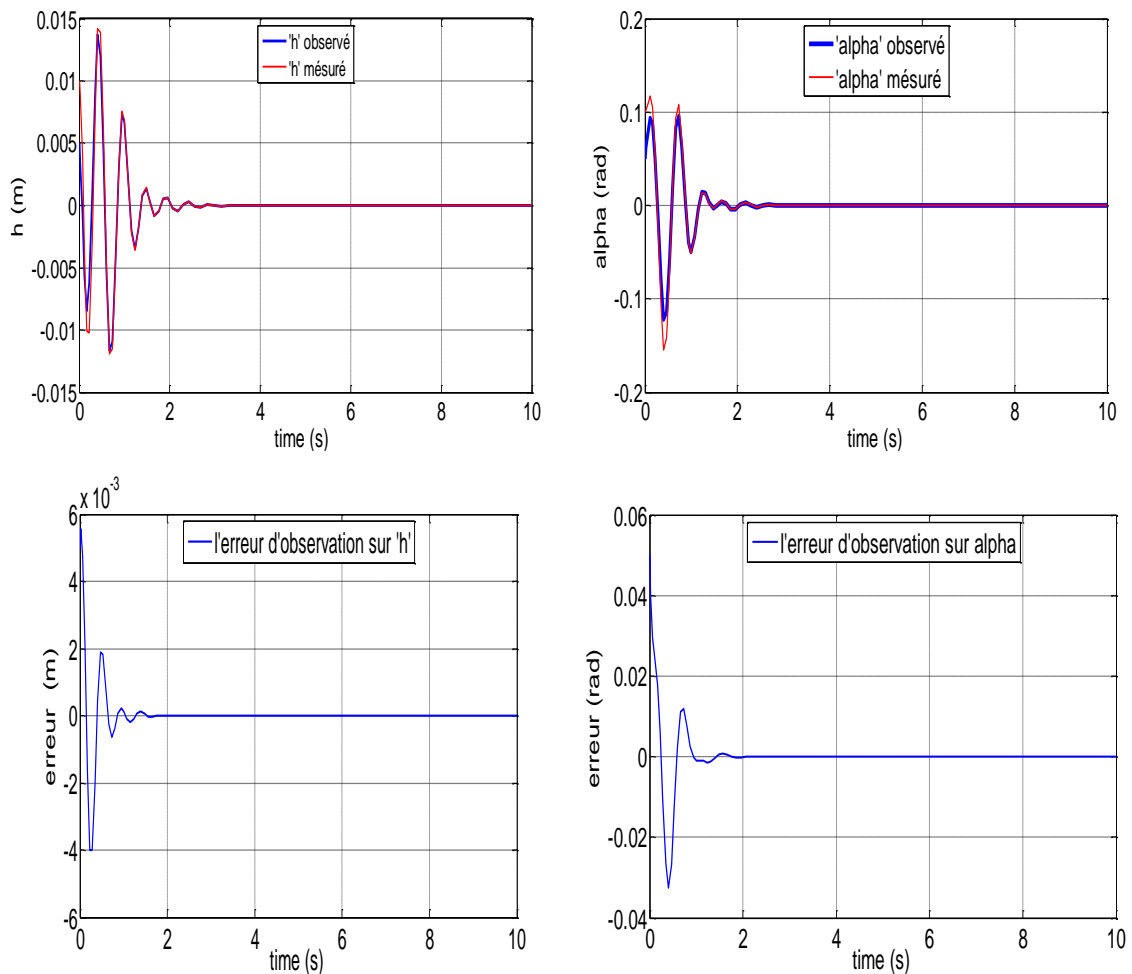 0.015
0.01
0.005
0
-0.005
-0.01
-0.015
h (m)
'h' observé
'h' mésuré
0 2 4 6 8 10
time (s)
0.2
0.1
0
-0.1
-0.2
alpha (rad)
'alpha' observé
'alpha' mésuré
0 2 4 6 8 10
time (s)
x 10-3
6
4
2
0
-2
-4
-6
erreur (m)
l'erreur d'observation sur 'h'
0 2 4 6 8 10
time (s)
0.06
0.04
0.02
0
-0.02
-0.04
erreur (rad)
l'erreur d'observation sur alpha
0 2 4 6 8 10
time (s)